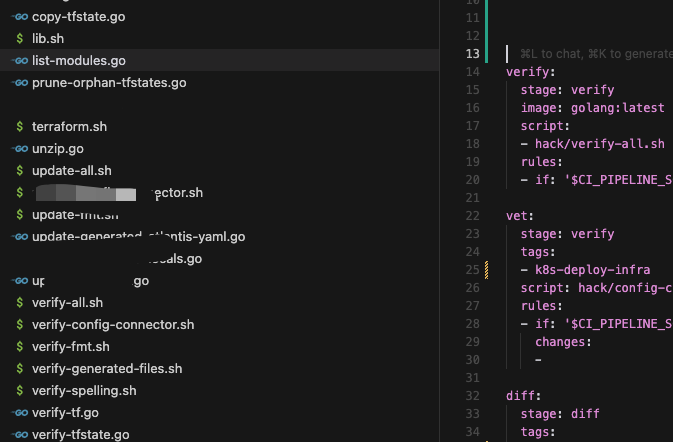 copy-tfstate.go
$ lib.sh
list-modules.go
prune-orphan-tfstates.go
$ terraform.sh
unzip.go
$ update-all.sh
$ ector.sh
$ update-fmt.sh
update-generated-atlantis-yaml.go
.go
up go
$ verify-all.sh
$ verify-config-connector.sh
$ verify-fmt.sh
$ verify-generated-files.sh
$ verify-spelling.sh
verify-tf.go
verify-tfstate.go
10
11
12
13 ⌘L to chat, ⌘K to generate
14 verify:
15 stage: verify
16 image: golang:latest
17 script:
18 - hack/verify-all.sh
19 rules:
20 - if: '$CI_PIPELINE_S
21
22 vet:
23 stage: verify
24 tags:
25 - k8s-deploy-infra
26 script: hack/config-c
27 rules:
28 - if: '$CI_PIPELINE_S
29 changes:
30 -
31
32 diff:
33 stage: diff
34 tags: